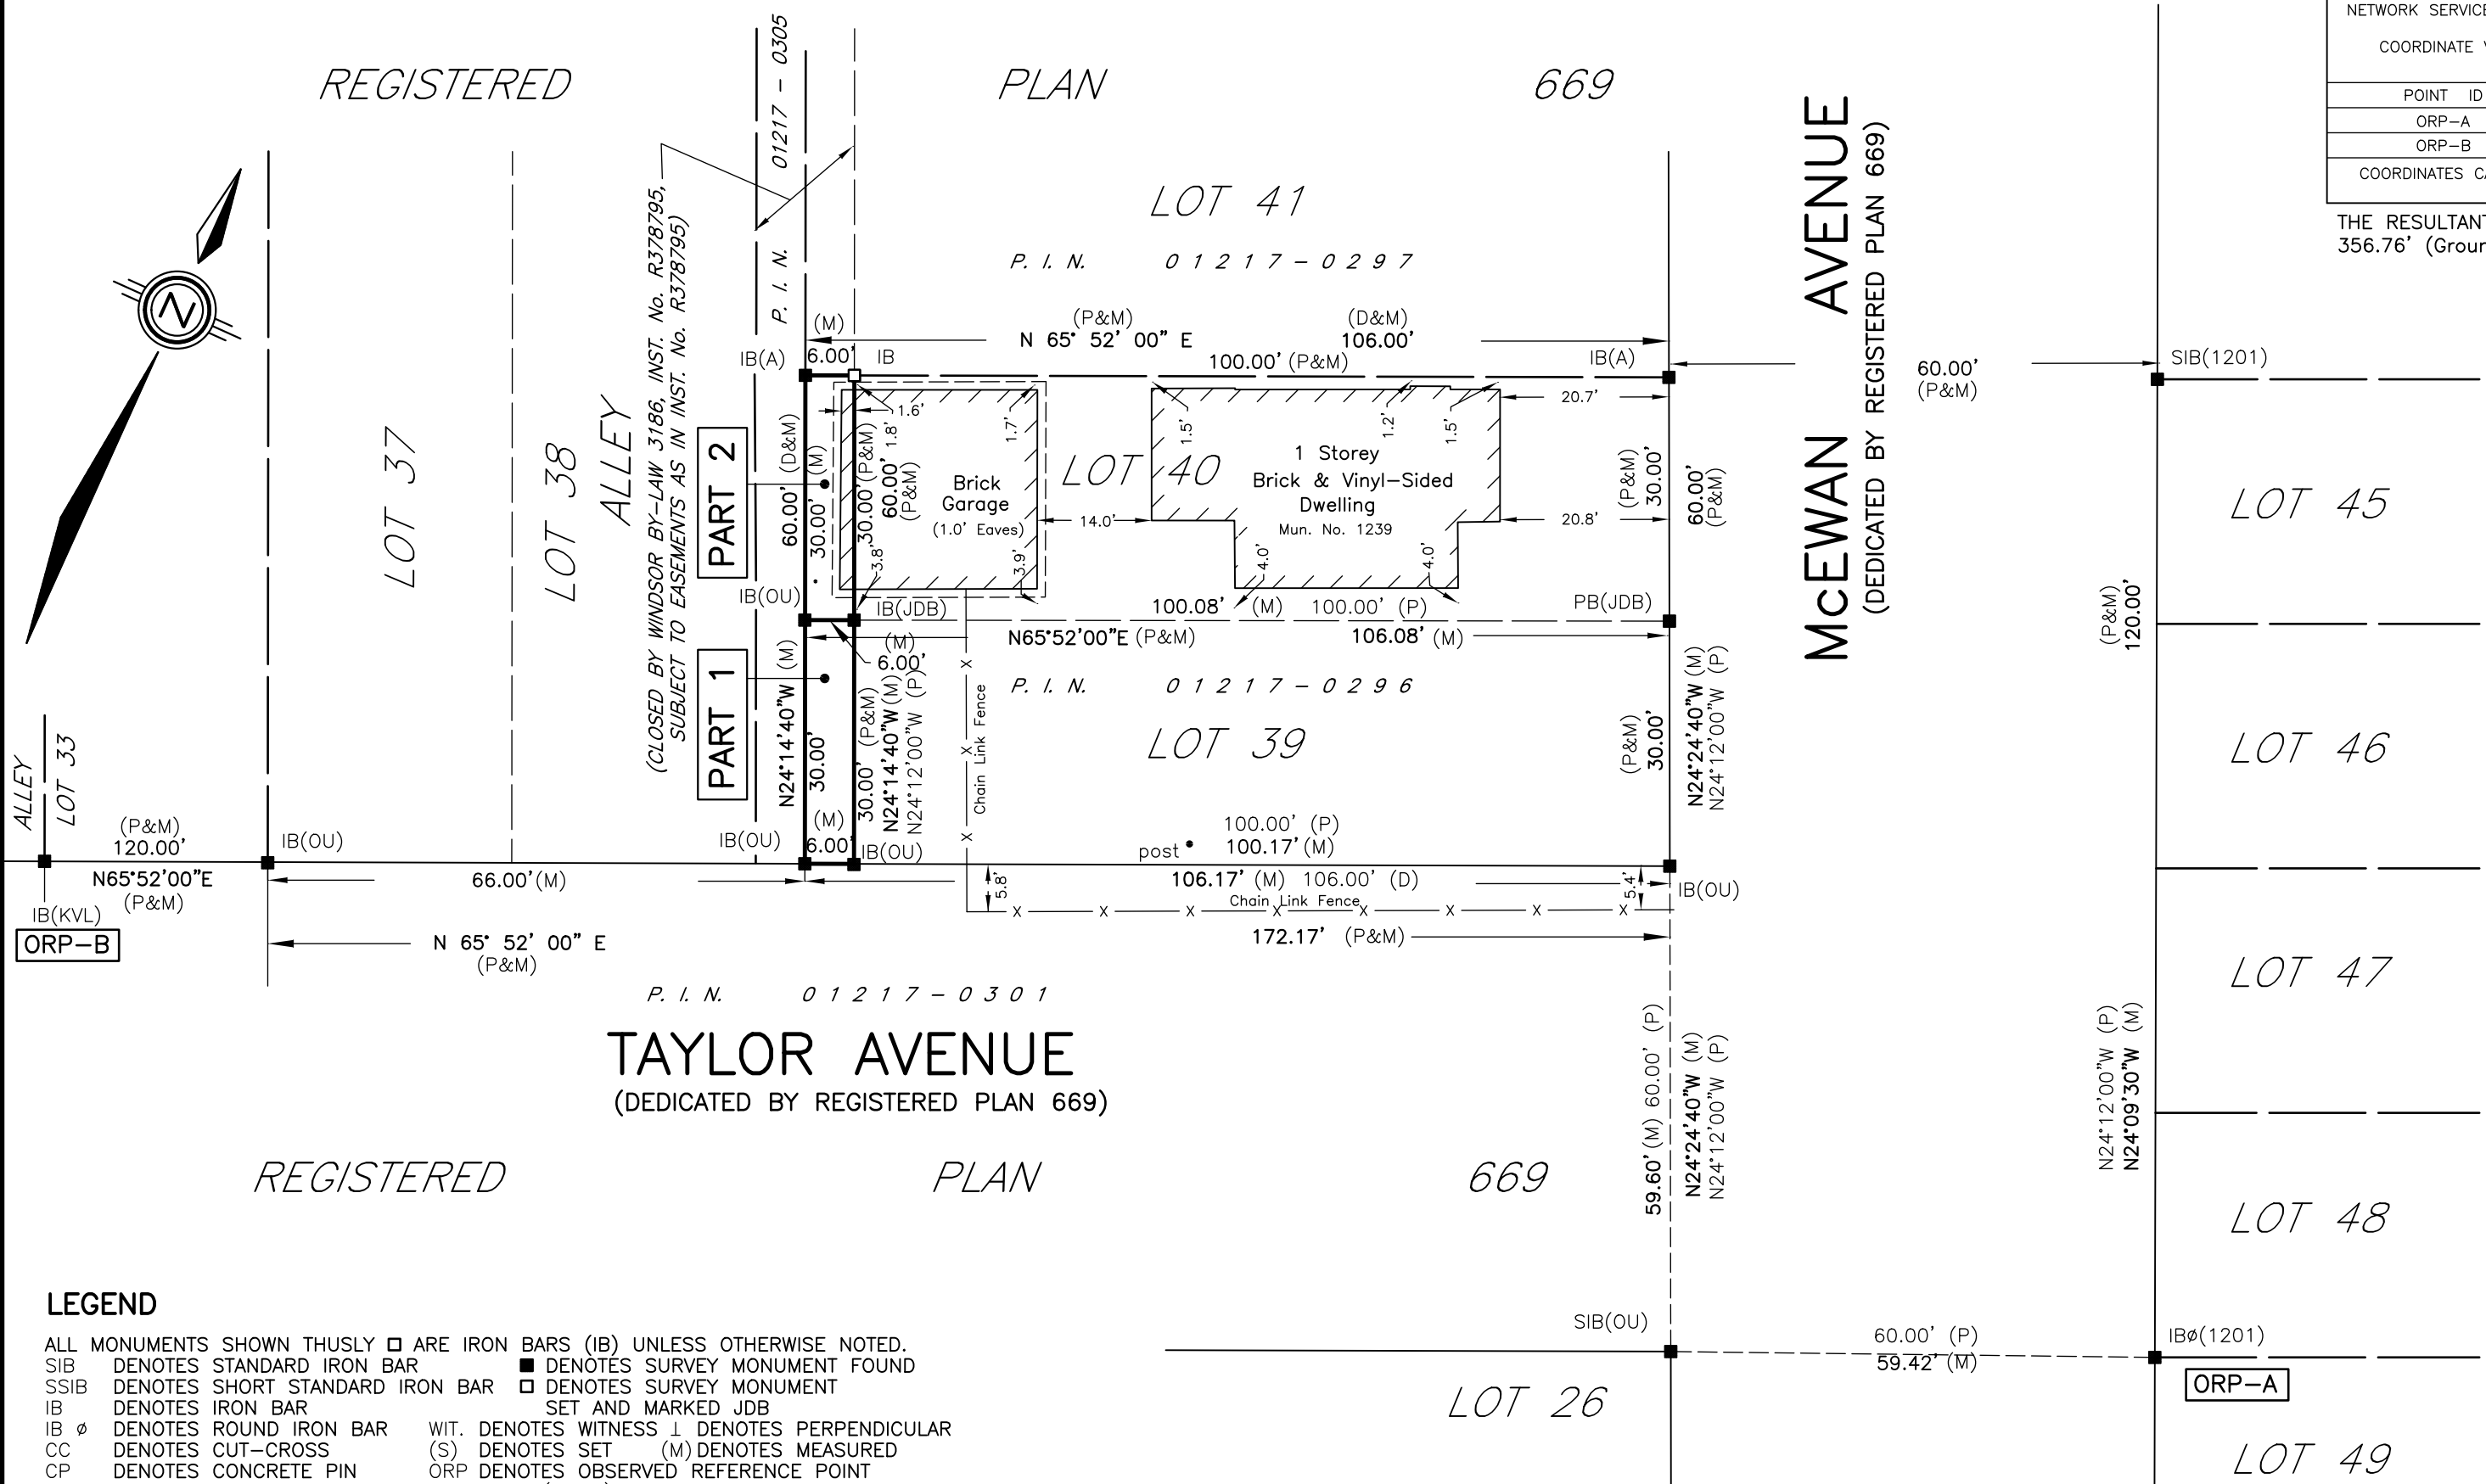 NETWORK SERVICE
COORDINATE
POINT ID
ORP-A
ORP-B
COORDINATES CA
THE RESULTANT
356.76' (Groun
REGISTERED PLAN 669
P. I. N. 01217 - 0305
LOT 41
P. I. N. 01217-0297
McEWAN AVENUE
(DEDICATED BY REGISTERED PLAN 669)
(M)
6.00'
IB(A)
IB
(P&M)
N 65° 52' 00" E
(D&M)
106.00'
100.00' (P&M)
IB(A)
60.00'
(P&M)
SIB(1201)
LOT 37
LOT 38
ALLEY
(CLOSED BY WINDSOR BY-LAW 3186, INST. No. R378795,
SUBJECT TO EASEMENTS AS IN INST. No. R378795)
PART 2
60.00' (D&M)
30.00' (M)
30.00' (P&M)
60.00'
(P&M)
1.6'
1.8'
1.7'
3.8'
3.9'
Brick
Garage
(1.0' Eaves)
14.0'
LOT 40
1.5'
1.2'
1.5'
1 Storey
Brick & Vinyl-Sided
Dwelling
Mun. No. 1239
4.0'
4.0'
20.7'
20.8'
(P&M)
30.00'
60.00'
(P&M)
LOT 45
IB(OU)
IB(JDB)
100.08' (M) 100.00' (P)
PB(JDB)
N65°52'00"E (P&M)
106.08' (M)
(M)
6.00'
(P&M)
120.00'
PART 1
N24°14'40"W (M)
30.00'
30.00' (P&M)
N24°14'40"W (M)
N24°12'00"W (P)
Chain Link Fence
P. I. N. 01217-0296
LOT 39
(P&M)
30.00'
N24°24'40"W (M)
N24°12'00"W (P)
LOT 46
ALLEY
LOT 33
(P&M)
120.00'
IB(OU)
IB(OU)
(M)
6.00'
IB(OU)
post
100.00' (P)
100.17' (M)
N65°52'00"E
(P&M)
IB(KVL)
ORP-B
66.00' (M)
5.8'
106.17' (M) 106.00' (D)
Chain Link Fence
5.4'
IB(OU)
N 65° 52' 00" E
(P&M)
172.17' (P&M)
LOT 47
P. I. N. 01217-0301
TAYLOR AVENUE
(DEDICATED BY REGISTERED PLAN 669)
59.60' (M) 60.00' (P)
N24°24'40"W (M)
N24°12'00"W (P)
N24°12'00"W (P)
N24°09'30"W (M)
REGISTERED PLAN 669
LOT 48
SIB(OU)
60.00' (P)
59.42' (M)
IBø(1201)
ORP-A
LOT 26
LOT 49
LEGEND
ALL MONUMENTS SHOWN THUSLY □ ARE IRON BARS (IB) UNLESS OTHERWISE NOTED.
SIB DENOTES STANDARD IRON BAR ■ DENOTES SURVEY MONUMENT FOUND
SSIB DENOTES SHORT STANDARD IRON BAR □ DENOTES SURVEY MONUMENT
IB DENOTES IRON BAR SET AND MARKED JDB
IB ø DENOTES ROUND IRON BAR WIT. DENOTES WITNESS ⊥ DENOTES PERPENDICULAR
CC DENOTES CUT-CROSS (S) DENOTES SET (M) DENOTES MEASURED
CP DENOTES CONCRETE PIN ORP DENOTES OBSERVED REFERENCE POINT